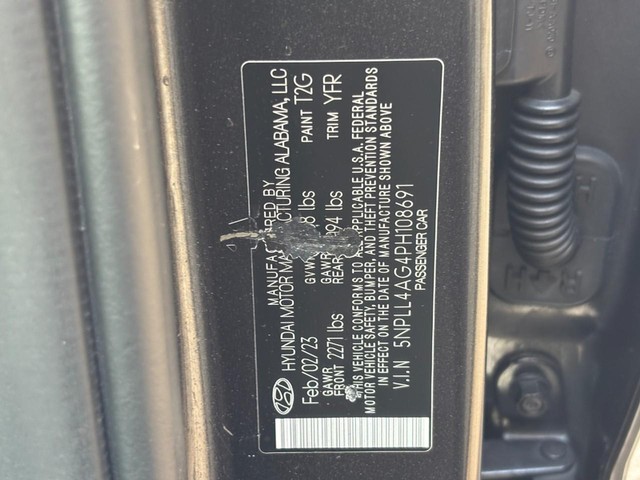 MANUFACTURED BY
HYUNDAI MOTOR MANUFACTURING ALABAMA, LLC
Feb/02/23 GVWR lbs PAINT T2G
GAWR FRONT 2271 lbs GAWR REAR lbs TRIM YFR
THIS VEHICLE CONFORMS TO ALL APPLICABLE U.S.A. FEDERAL
MOTOR VEHICLE SAFETY, BUMPER, AND THEFT PREVENTION STANDARDS
IN EFFECT ON THE DATE OF MANUFACTURE SHOWN ABOVE
V.I.N 5NPLL4AG4PH108691
PASSENGER CAR